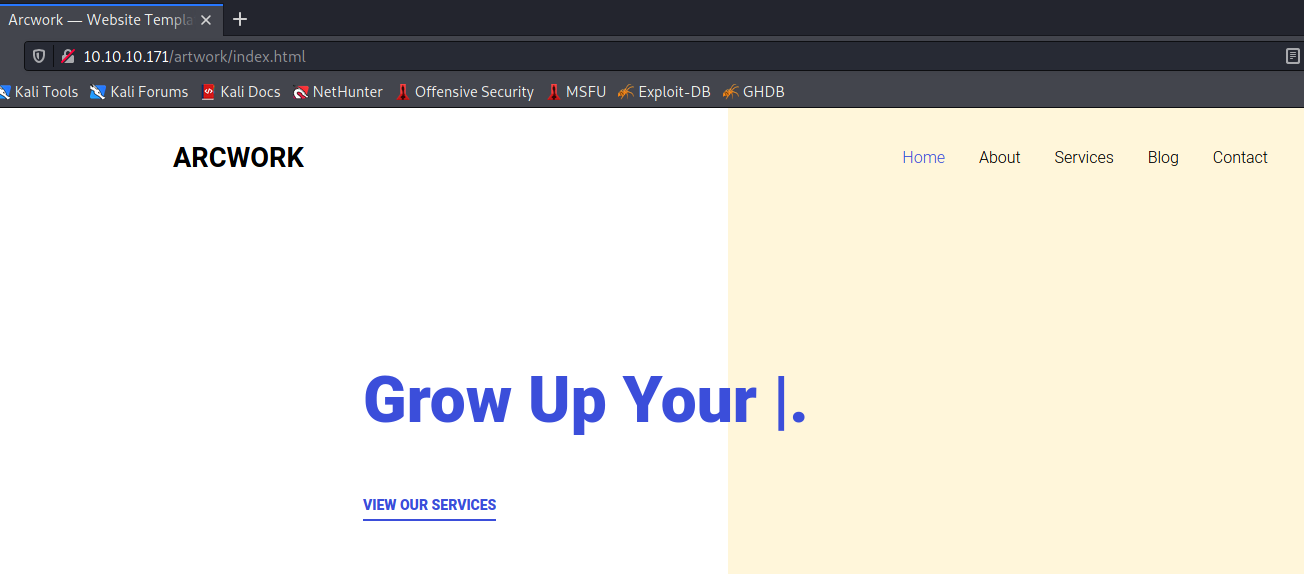 Arcwork — Website Templa
10.10.10.171/artwork/index.html
Kali Tools Kali Forums Kali Docs NetHunter Offensive Security MSFU Exploit-DB GHDB
ARCWORK Home About Services Blog Contact
Grow Up Your |.
VIEW OUR SERVICES